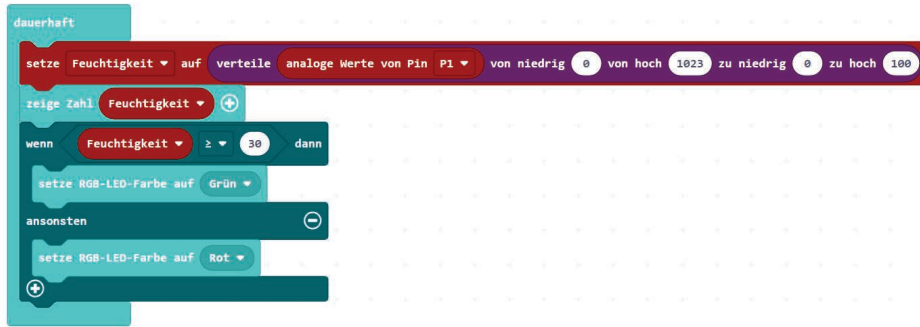 dauerhaft
setze Feuchtigkeit auf verteile analoge Werte von Pin P1 von niedrig 0 von hoch 1023 zu niedrig 0 zu hoch 100
zeige Zahl Feuchtigkeit
wenn Feuchtigkeit ≥ 30 dann
setze RGB-LED-Farbe auf Grün
ansonsten
setze RGB-LED-Farbe auf Rot